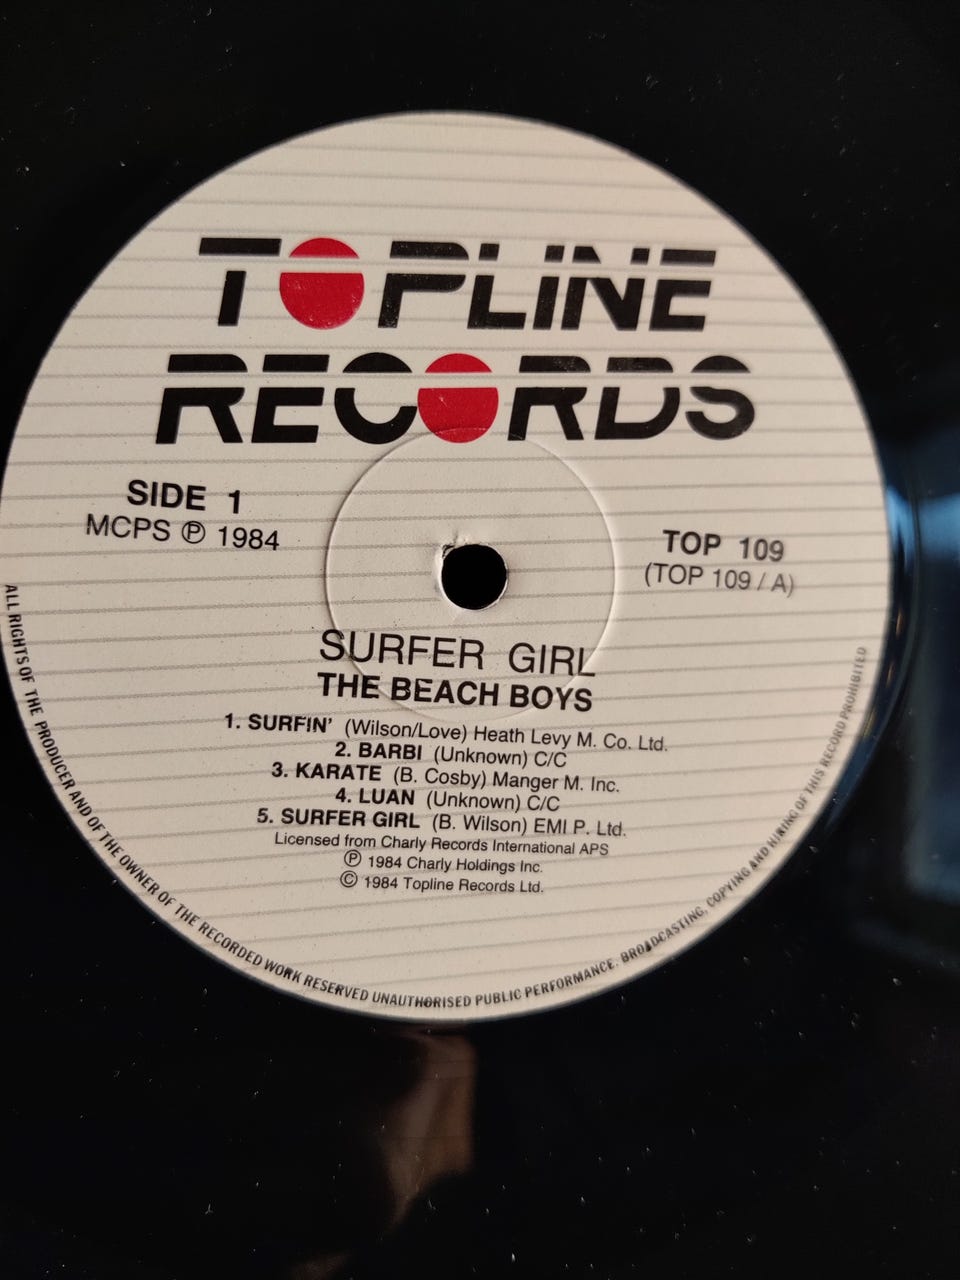 TOPLINE
RECORDS
SIDE 1
MCPS ℗ 1984
TOP 109
(TOP 109 / A)
SURFER GIRL
THE BEACH BOYS
1. SURFIN' (Wilson/Love) Heath Levy M. Co. Ltd.
2. BARBI (Unknown) C/C
3. KARATE (B. Cosby) Manger M. Inc.
4. LUAN (Unknown) C/C
5. SURFER GIRL (B. Wilson) EMI P. Ltd.
Licensed from Charly Records International APS
℗ 1984 Charly Holdings Inc.
© 1984 Topline Records Ltd.
ALL RIGHTS OF THE PRODUCER AND OF THE OWNER OF THE RECORDED WORK RESERVED UNAUTHORISED PUBLIC PERFORMANCE, BROADCASTING, COPYING AND HIRING OF THIS RECORD PROHIBITED